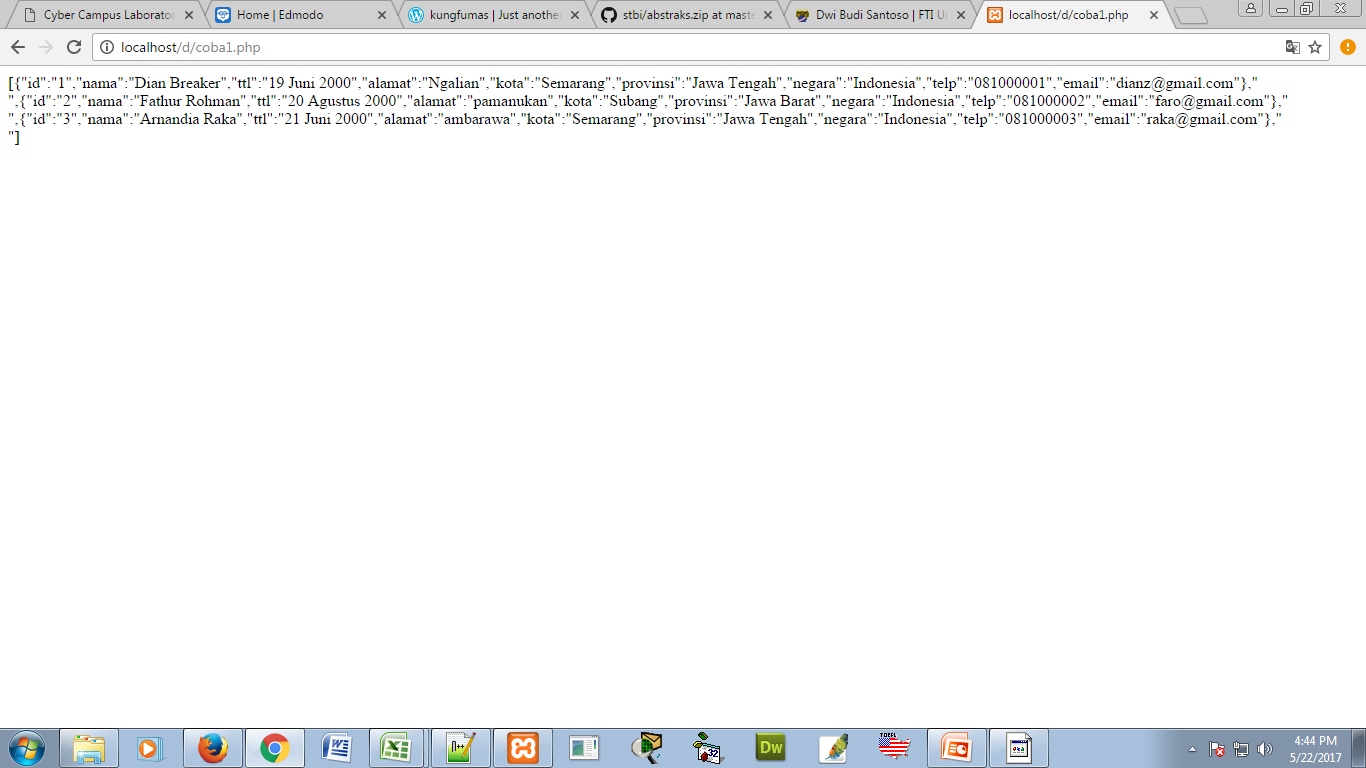 Cyber Campus Laborator
Home | Edmodo
kungfumas | Just another
stbi/abstraks.zip at maste
Dwi Budi Santoso | FTI U
localhost/d/coba1.php
localhost/d/coba1.php
[{"id":"1","nama":"Dian Breaker","ttl":"19 Juni 2000","alamat":"Ngalian","kota":"Semarang","provinsi":"Jawa Tengah","negara":"Indonesia","telp":"081000001","email":"dianz@gmail.com"},"
",{"id":"2","nama":"Fathur Rohman","ttl":"20 Agustus 2000","alamat":"pamanukan","kota":"Subang","provinsi":"Jawa Barat","negara":"Indonesia","telp":"081000002","email":"faro@gmail.com"},"
",{"id":"3","nama":"Arnandia Raka","ttl":"21 Juni 2000","alamat":"ambarawa","kota":"Semarang","provinsi":"Jawa Tengah","negara":"Indonesia","telp":"081000003","email":"raka@gmail.com"},"
"]
Dw
TOEFL
4:44 PM
5/22/2017